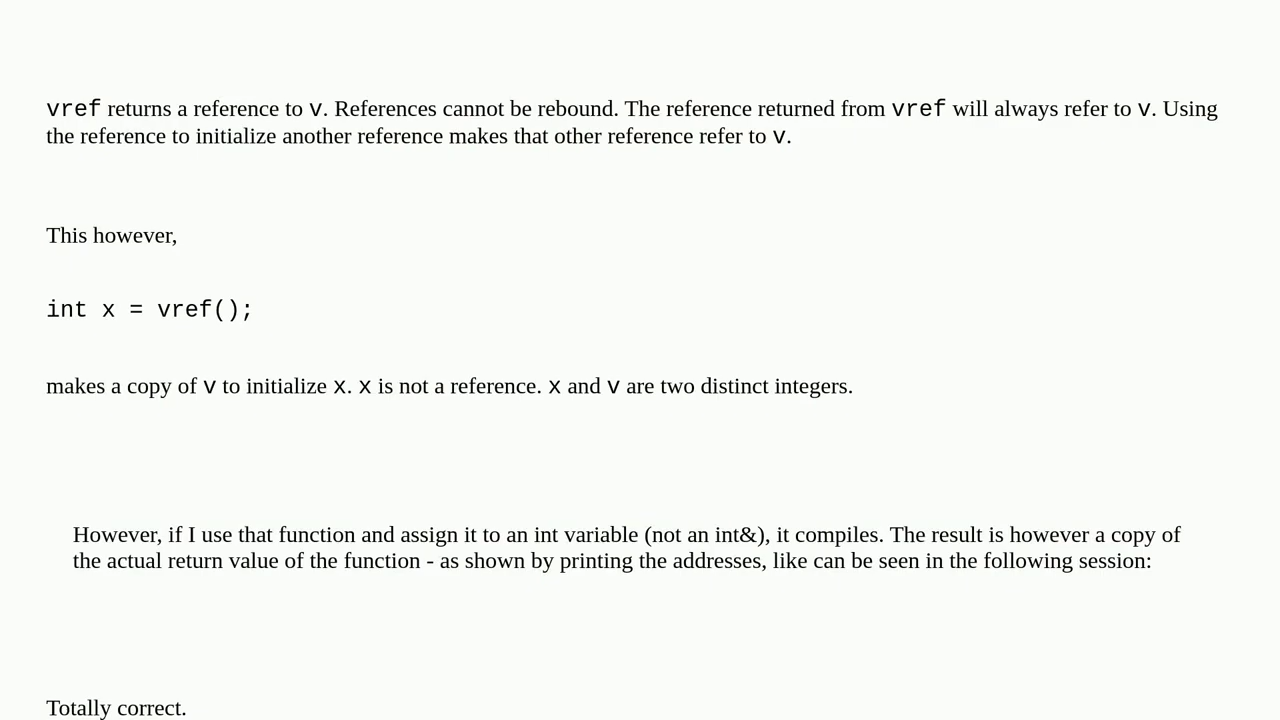 vref returns a reference to v. References cannot be rebound. The reference returned from vref will always refer to v. Using
the reference to initialize another reference makes that other reference refer to v.
This however,
int x = vref();
makes a copy of v to initialize x. x is not a reference. x and v are two distinct integers.
However, if I use that function and assign it to an int variable (not an int&), it compiles. The result is however a copy of
the actual return value of the function - as shown by printing the addresses, like can be seen in the following session:
Totally correct.